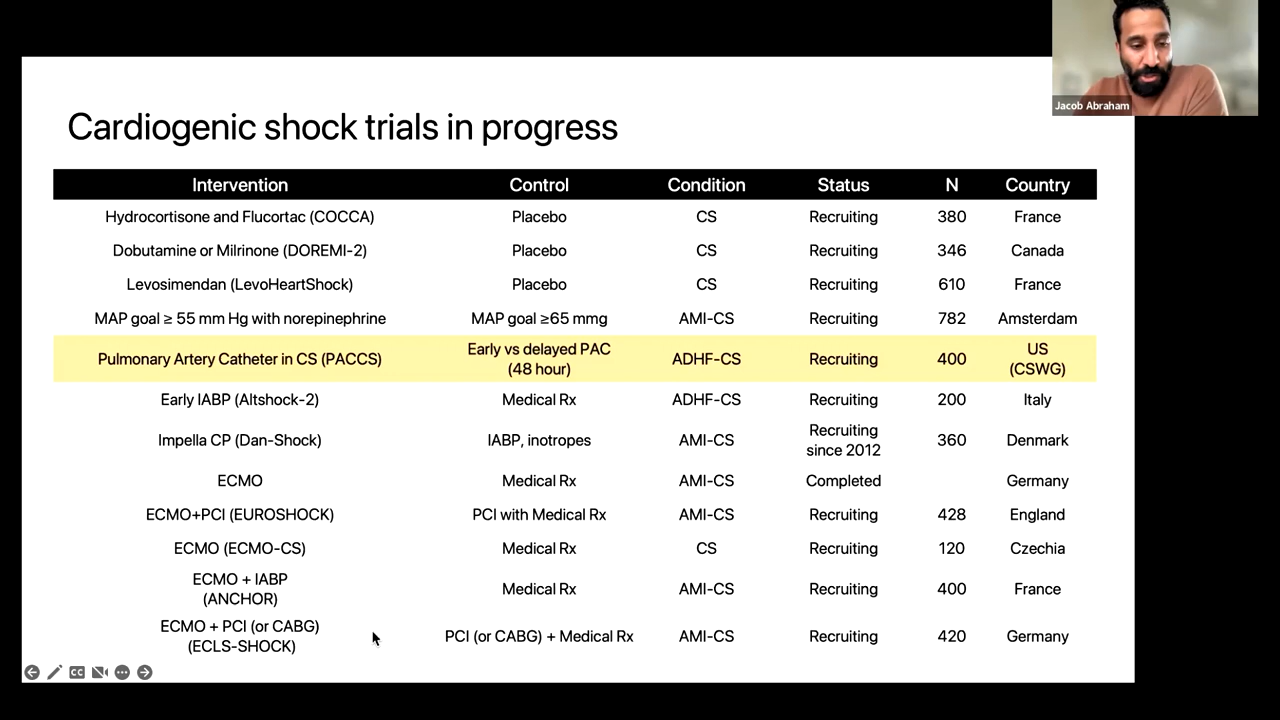 Jacob Abraham
Cardiogenic shock trials in progress
Intervention Control Condition Status N Country
Hydrocortisone and Flucortac (COCCA) Placebo CS Recruiting 380 France
Dobutamine or Milrinone (DOREMI-2) Placebo CS Recruiting 346 Canada
Levosimendan (LevoHeartShock) Placebo CS Recruiting 610 France
MAP goal ≥ 55 mm Hg with norepinephrine MAP goal ≥65 mmg AMI-CS Recruiting 782 Amsterdam
Pulmonary Artery Catheter in CS (PACCS) Early vs delayed PAC (48 hour) ADHF-CS Recruiting 400 US (CSWG)
Early IABP (Altshock-2) Medical Rx ADHF-CS Recruiting 200 Italy
Impella CP (Dan-Shock) IABP, inotropes AMI-CS Recruiting since 2012 360 Denmark
ECMO Medical Rx AMI-CS Completed Germany
ECMO+PCI (EUROSHOCK) PCI with Medical Rx AMI-CS Recruiting 428 England
ECMO (ECMO-CS) Medical Rx CS Recruiting 120 Czechia
ECMO + IABP (ANCHOR) Medical Rx AMI-CS Recruiting 400 France
ECMO + PCI (or CABG) (ECLS-SHOCK) PCI (or CABG) + Medical Rx AMI-CS Recruiting 420 Germany
CC